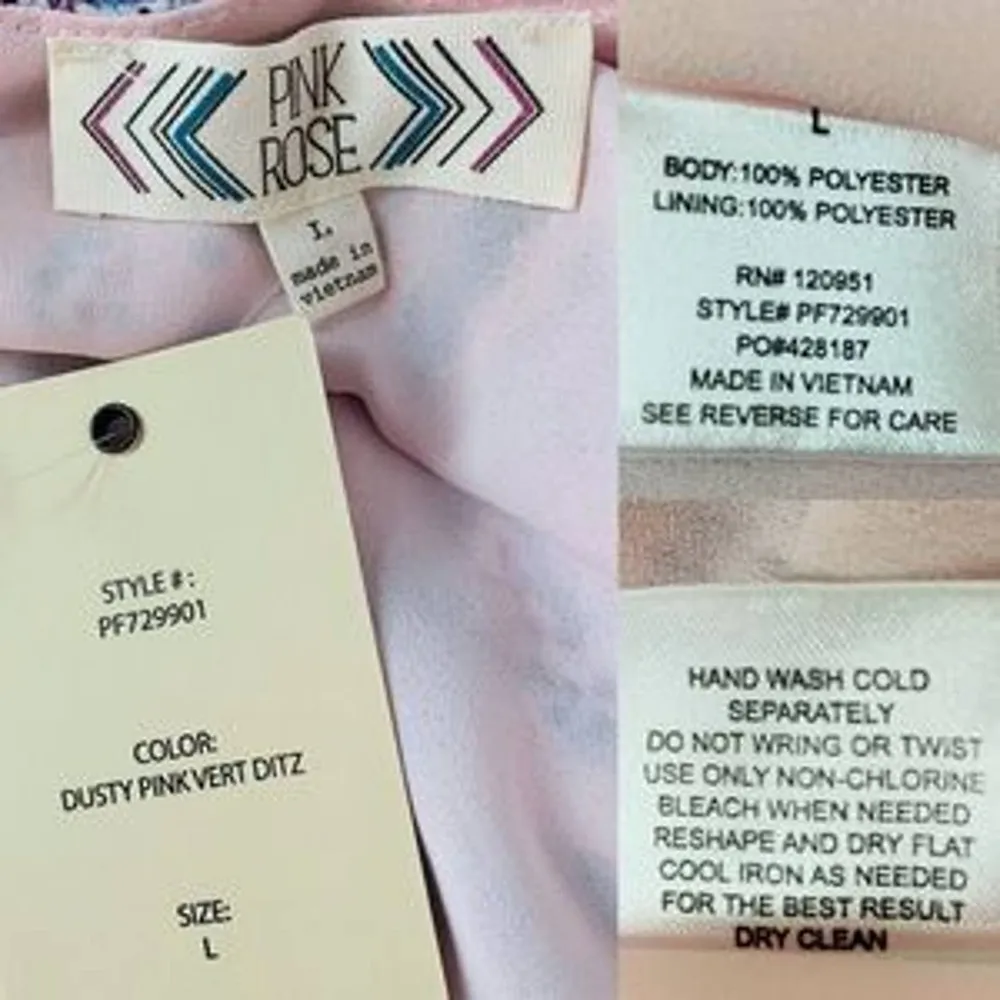 PINK
ROSE
L
made in
vietnam
STYLE #:
PF729901
COLOR:
DUSTY PINK VERT DITZ
SIZE:
L
L
BODY:100% POLYESTER
LINING:100% POLYESTER
RN# 120951
STYLE# PF729901
PO#428187
MADE IN VIETNAM
SEE REVERSE FOR CARE
HAND WASH COLD
SEPARATELY
DO NOT WRING OR TWIST
USE ONLY NON-CHLORINE
BLEACH WHEN NEEDED
RESHAPE AND DRY FLAT
COOL IRON AS NEEDED
FOR THE BEST RESULT
DRY CLEAN